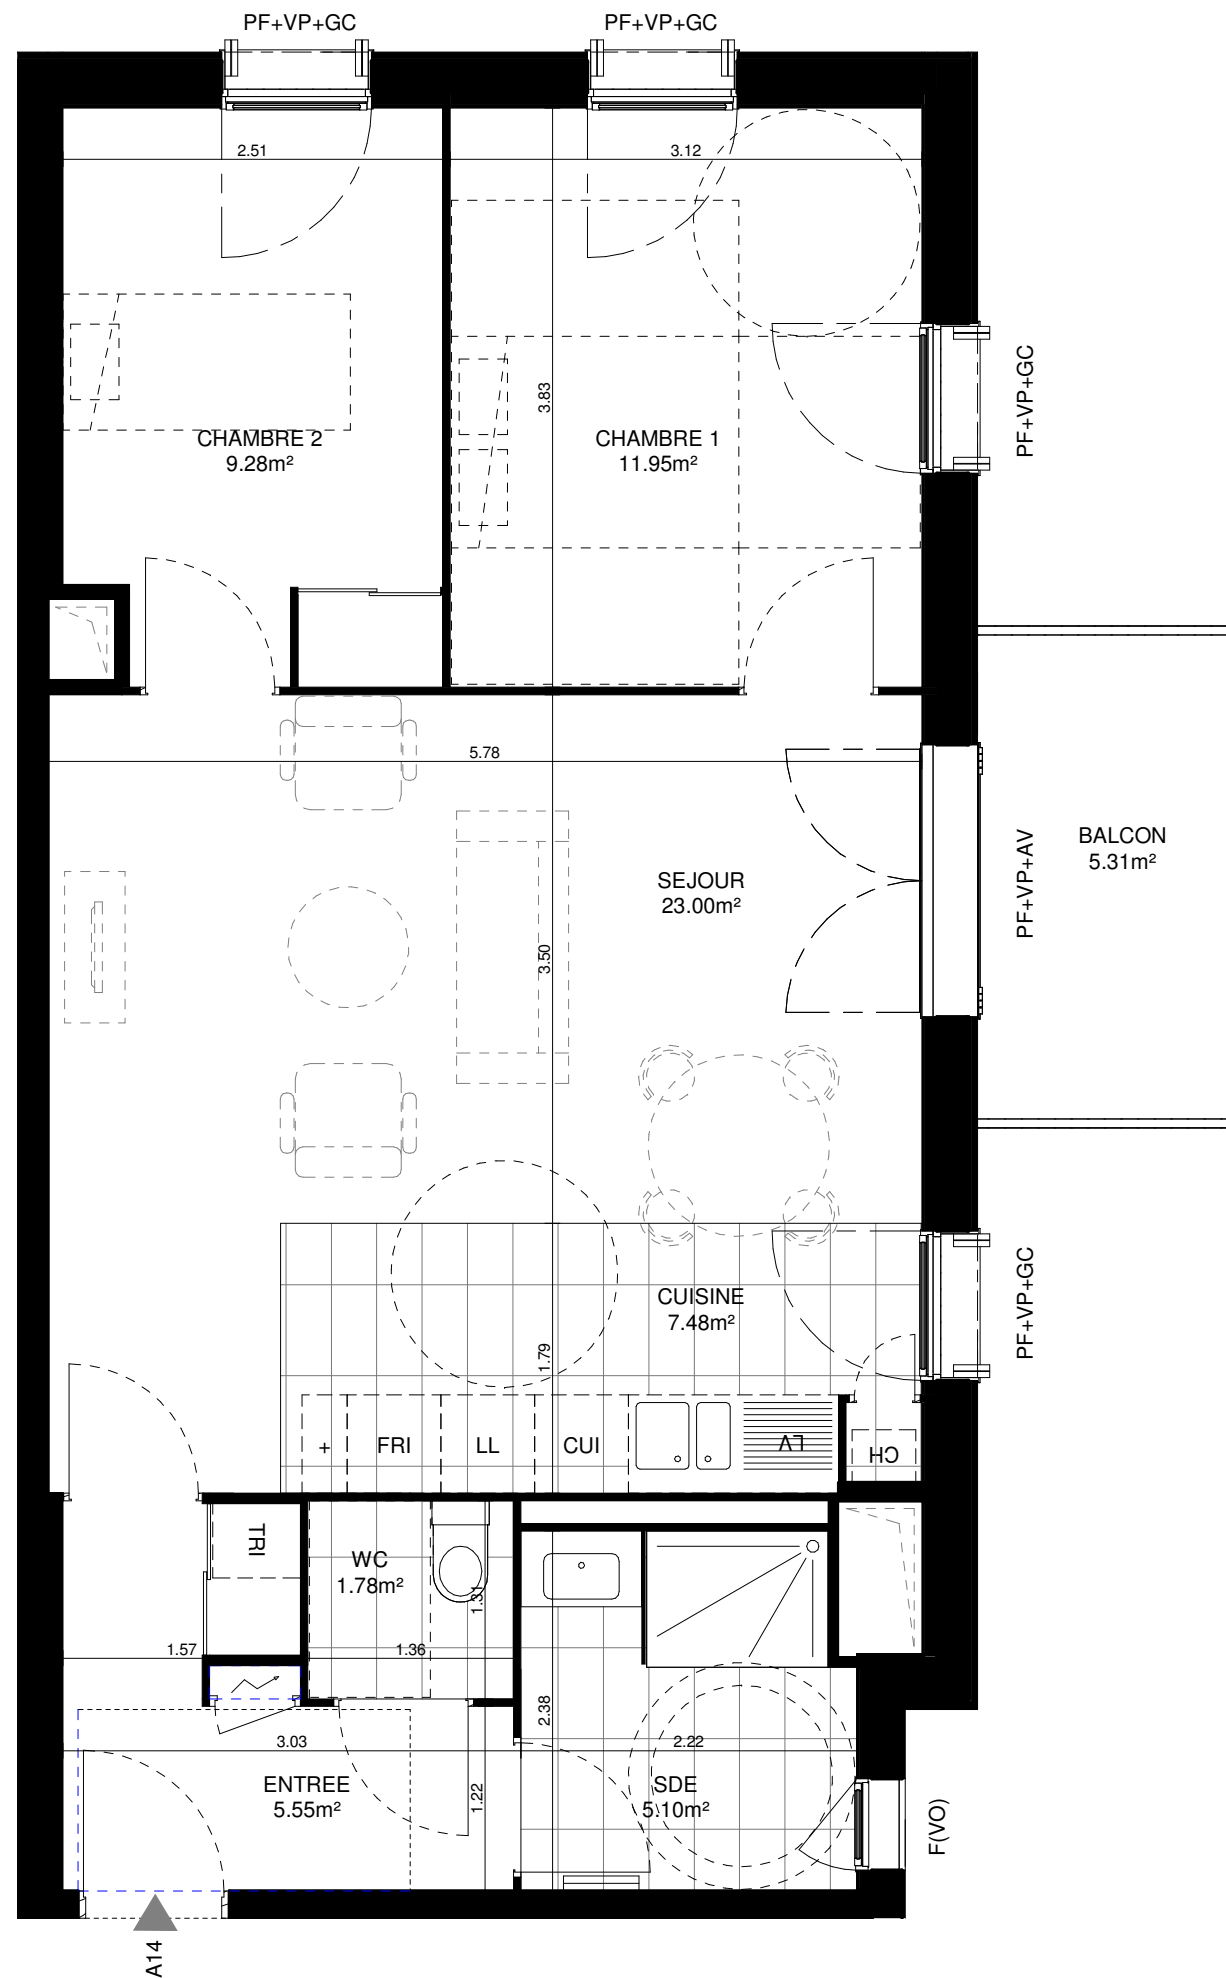 PF+VP+GC
PF+VP+GC
2.51
3.12
PF+VP+GC
3.83
CHAMBRE 2
9.28m²
CHAMBRE 1
11.95m²
5.78
PF+VP+AV
BALCON
5.31m²
SEJOUR
23.00m²
3.50
CUISINE
7.48m²
PF+VP+GC
1.79
+
FRI
LL
CUI
LV
CH
TRI
WC
1.78m²
1.31
1.57
1.36
2.38
3.03
2.22
ENTREE
5.55m²
1.22
SDE
5.10m²
F(VO)
A14